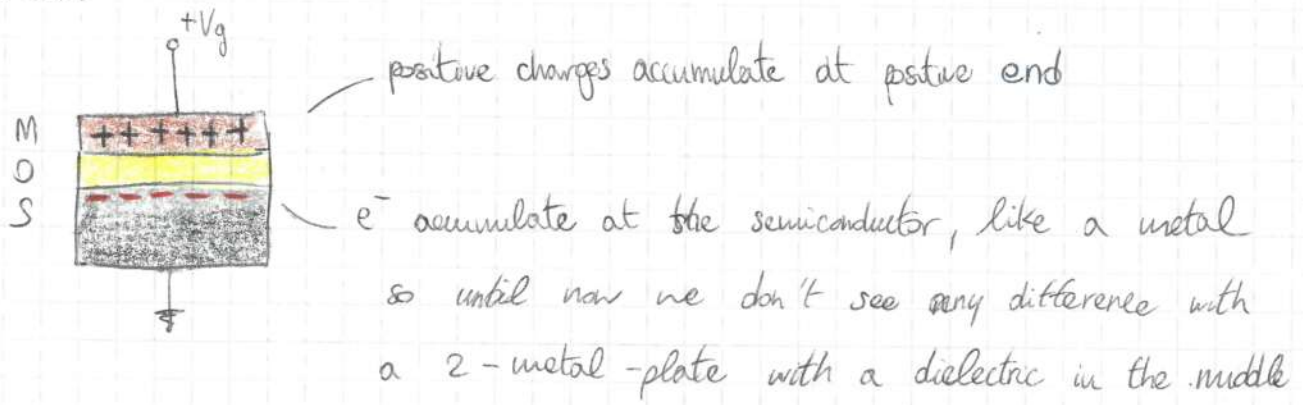 +Vg
positive charges accumulate at postive end
M
+ + + + + +
O
S
- - - - -
e⁻ accumulate at the semiconductor, like a metal
so until now we don't see any difference with
a 2-metal-plate with a dielectric in the middle